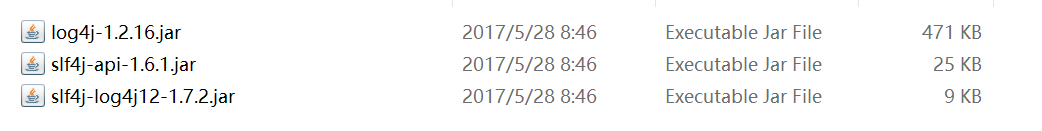 log4j-1.2.16.jar 2017/5/28 8:46 Executable Jar File 471 KB
slf4j-api-1.6.1.jar 2017/5/28 8:46 Executable Jar File 25 KB
slf4j-log4j12-1.7.2.jar 2017/5/28 8:46 Executable Jar File 9 KB